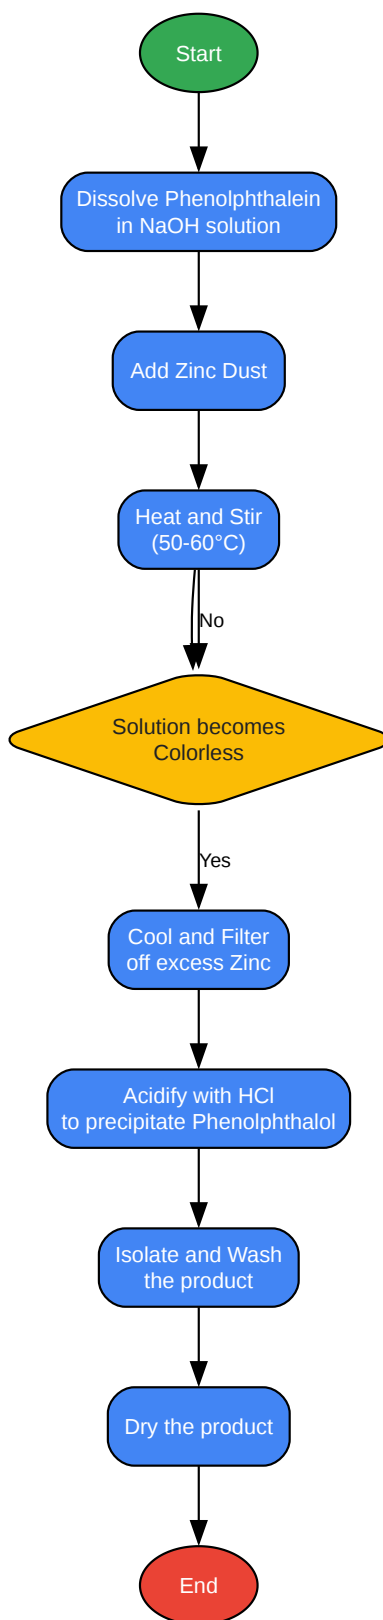 Start
Dissolve Phenolphthalein
in NaOH solution
Add Zinc Dust
Heat and Stir
(50-60°C)
No
Solution becomes
Colorless
Yes
Cool and Filter
off excess Zinc
Acidify with HCl
to precipitate Phenolphthalol
Isolate and Wash
the product
Dry the product
End